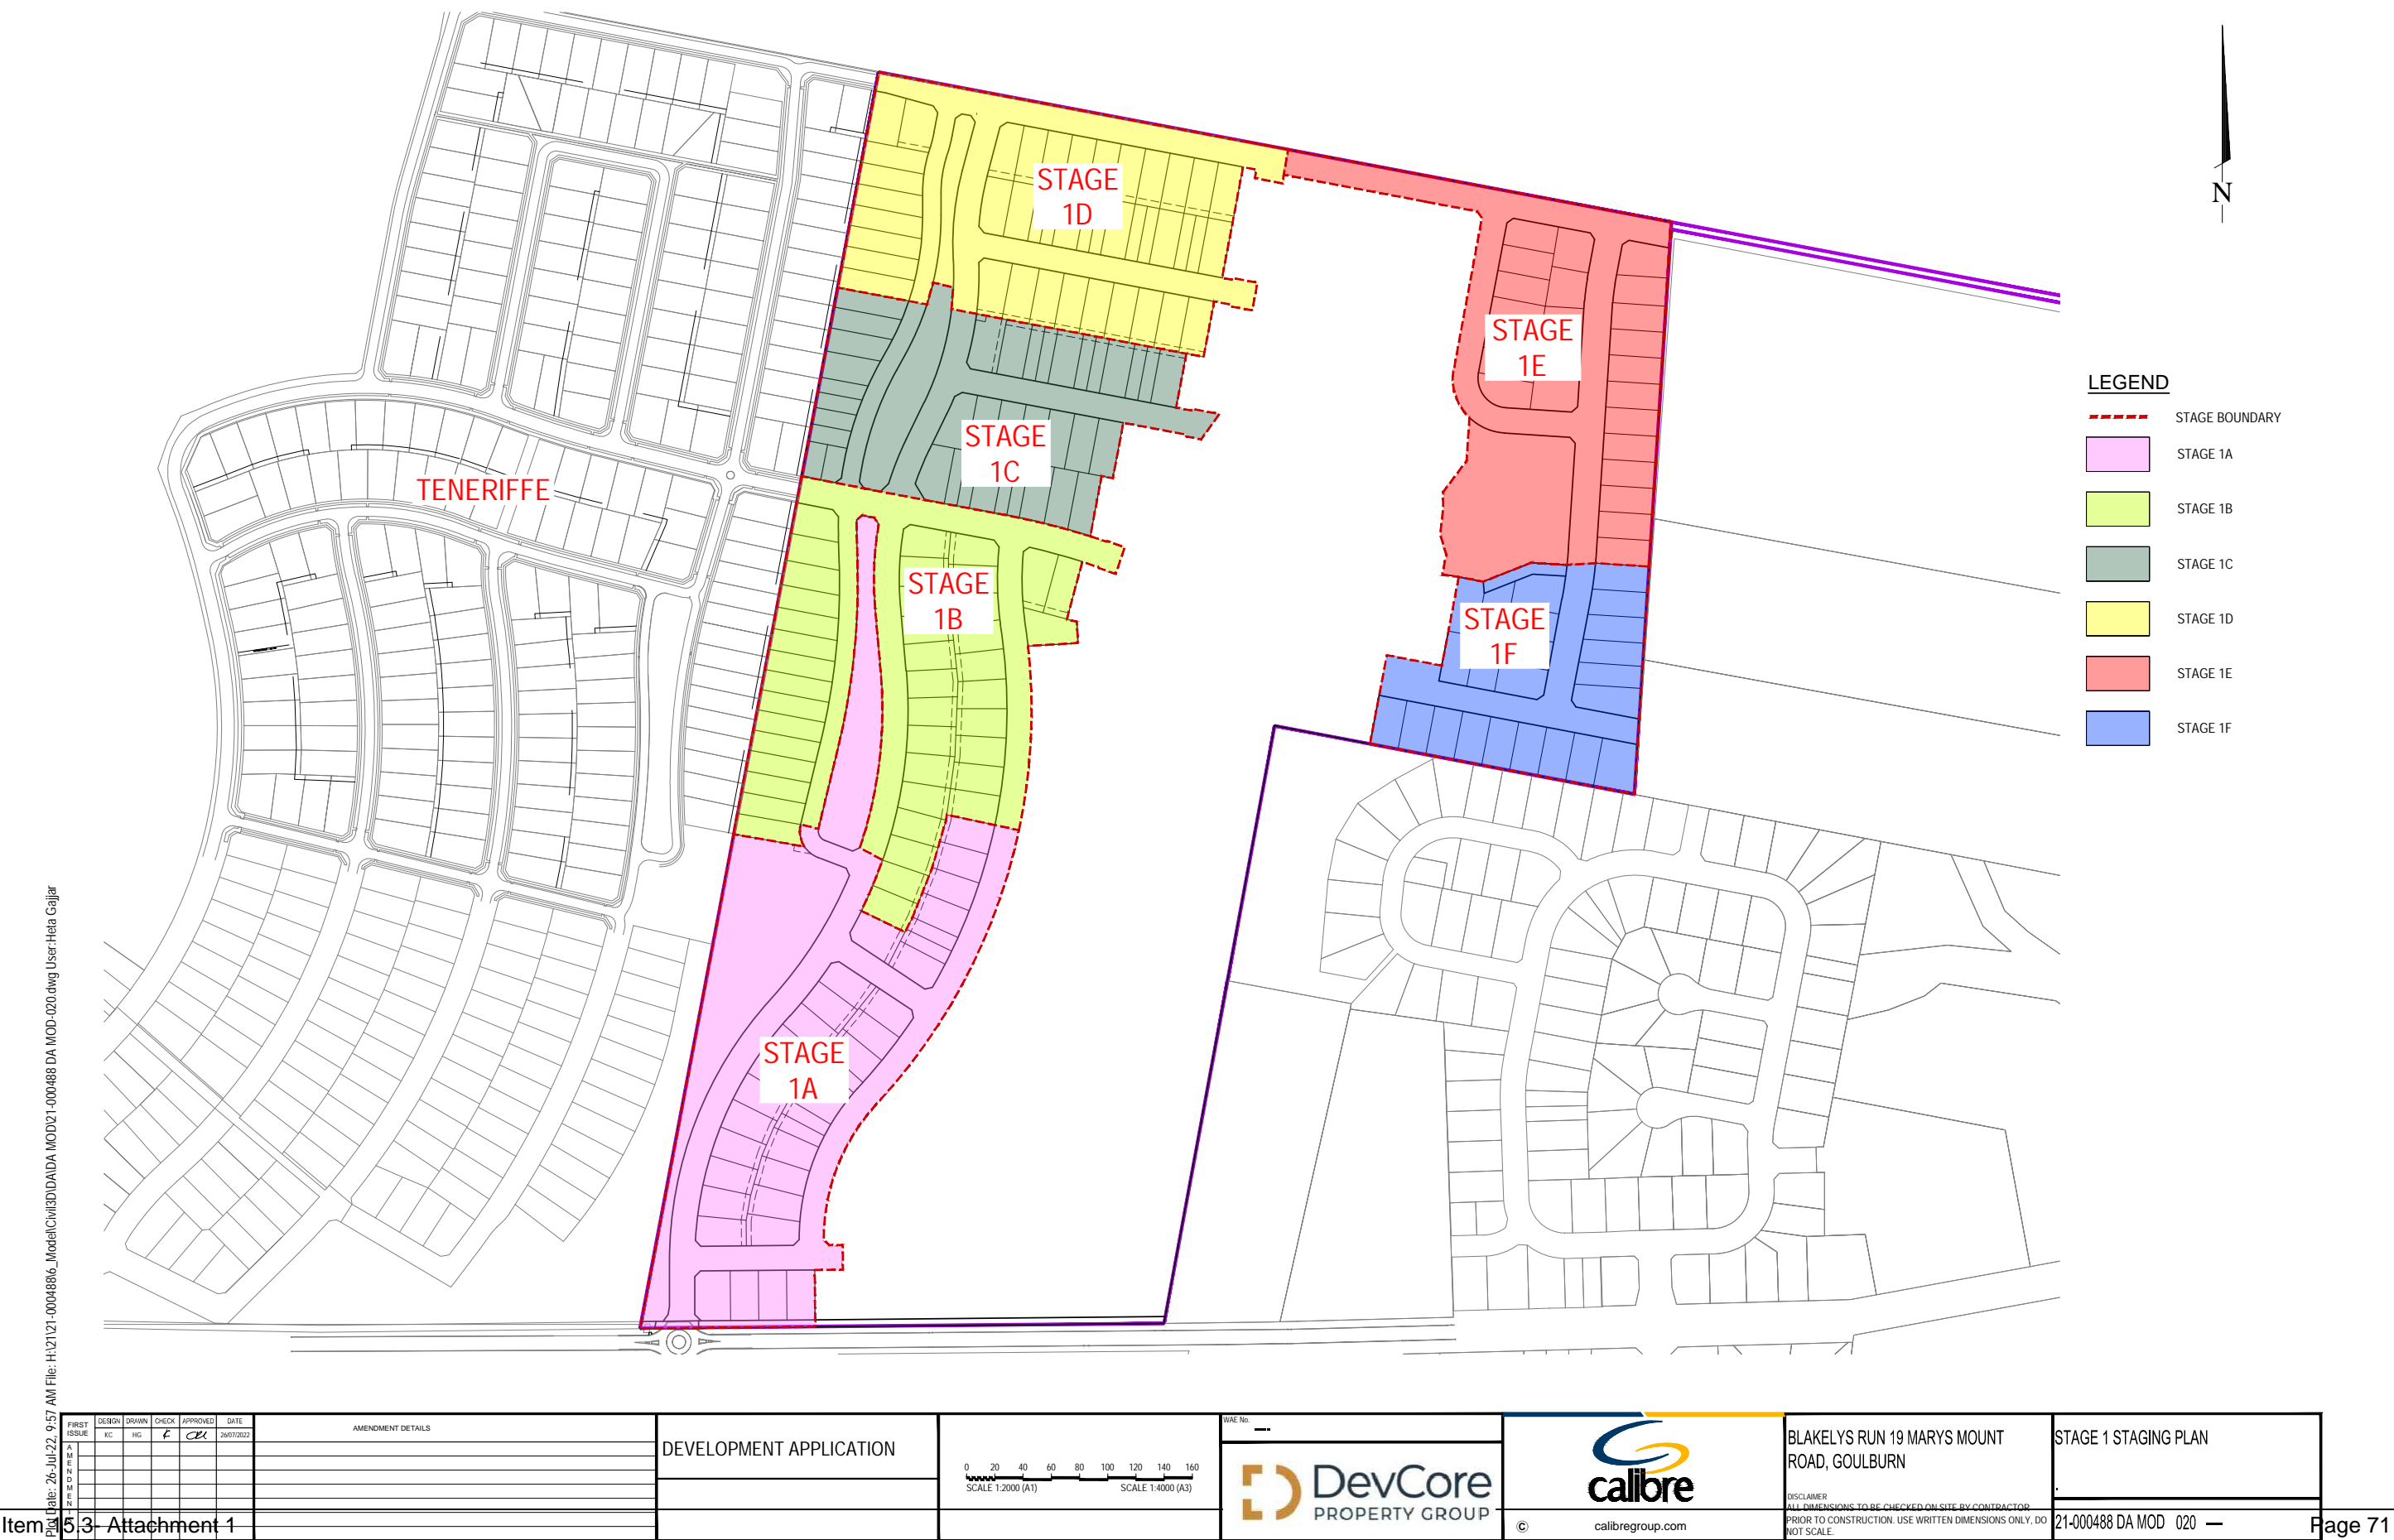 STAGE
1D
N
STAGE
1E
LEGEND
STAGE BOUNDARY
STAGE 1A
STAGE 1B
STAGE 1C
STAGE 1D
STAGE 1E
STAGE 1F
STAGE
1C
TENERIFFE
STAGE
1B
STAGE
1F
STAGE
1A
Plot Date: 26-Jul-22, 9:57 AM File: H:\21\21-000488\6_Model\Civil3D\DA\DA MOD\21-000488 DA MOD-020.dwg User:Heta Gajjar
FIRST ISSUE
DESIGN DRAWN CHECK APPROVED DATE
KC HG 26/07/2022
AMENDMENT DETAILS
AMENDMENT
DEVELOPMENT APPLICATION
0 20 40 60 80 100 120 140 160
SCALE 1:2000 (A1) SCALE 1:4000 (A3)
WAE No.
DevCore
PROPERTY GROUP
calibre
© calibregroup.com
BLAKELYS RUN 19 MARYS MOUNT
ROAD, GOULBURN
DISCLAIMER
ALL DIMENSIONS TO BE CHECKED ON SITE BY CONTRACTOR
PRIOR TO CONSTRUCTION. USE WRITTEN DIMENSIONS ONLY, DO
NOT SCALE.
STAGE 1 STAGING PLAN
21-000488 DA MOD 020 —
Item 15.3- Attachment 1
Page 71